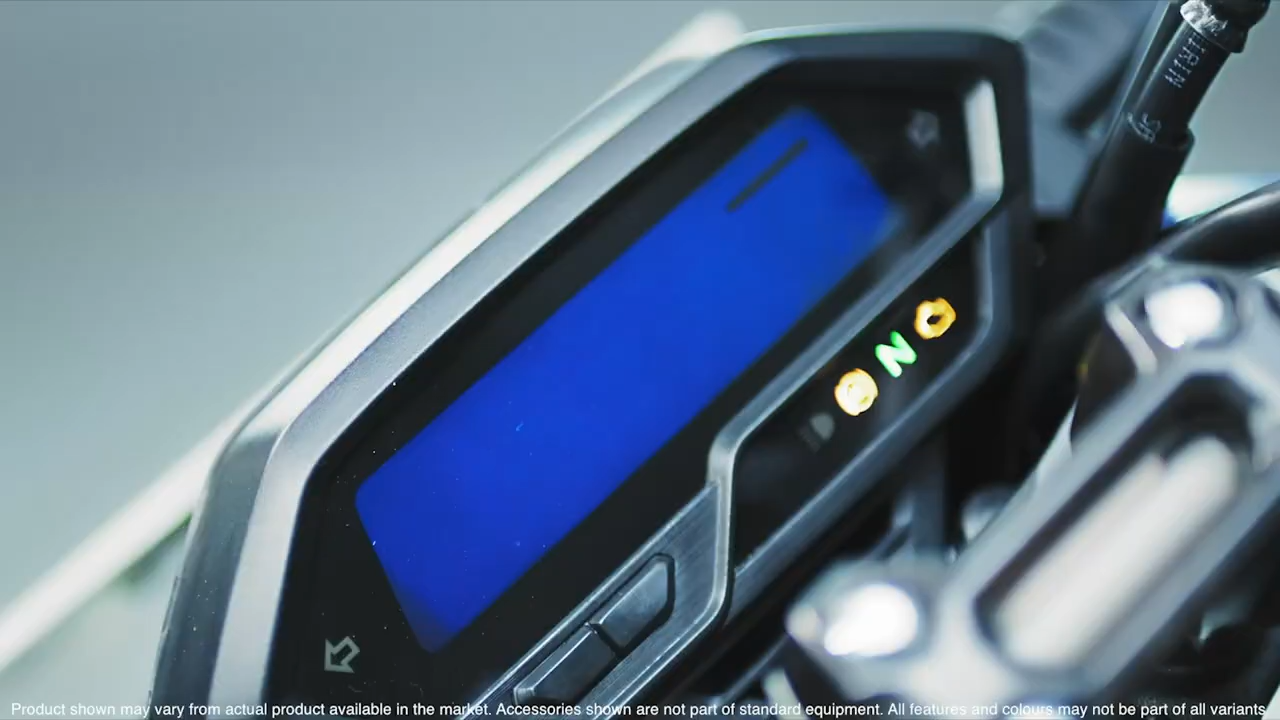 NIRIN
N
Product shown may vary from actual product available in the market. Accessories shown are not part of standard equipment. All features and colours may not be part of all variants